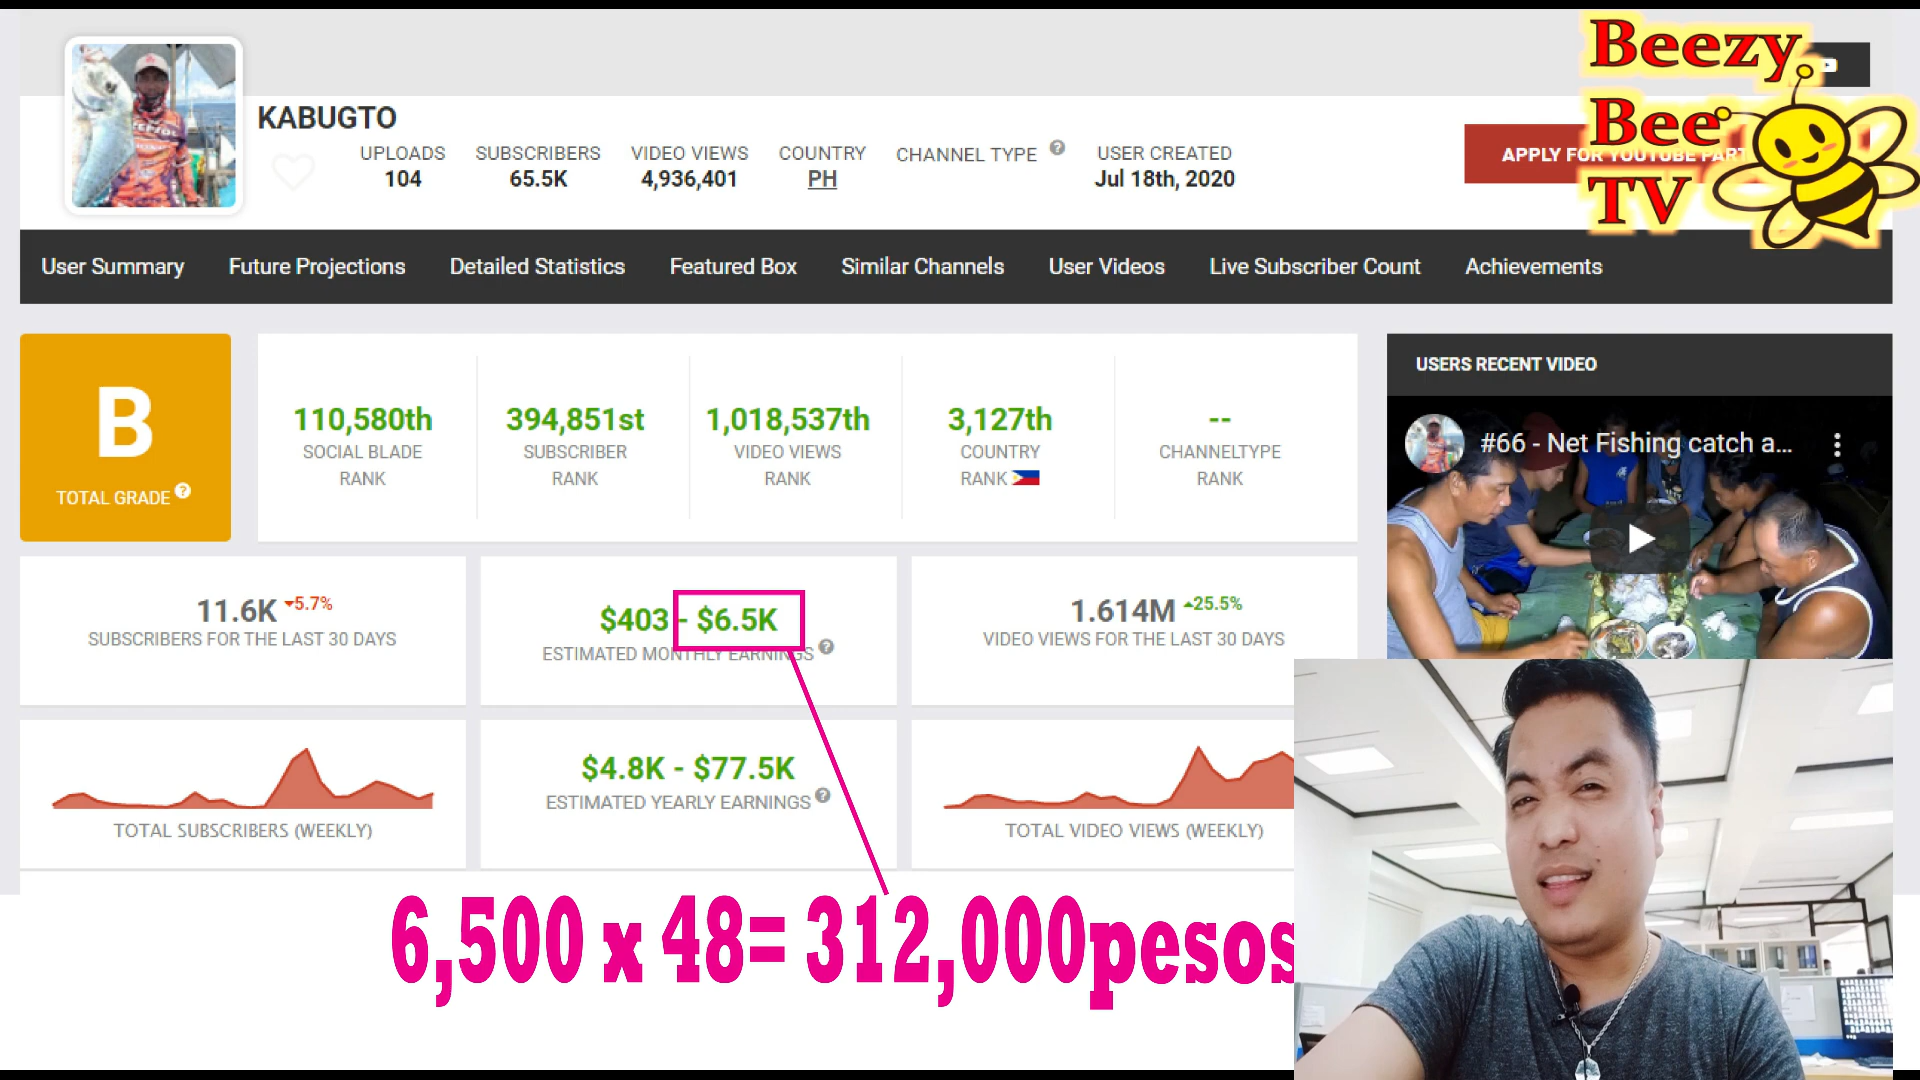 Beezy
Bee
TV
KABUGTO
UPLOADS
104
SUBSCRIBERS
65.5K
VIDEO VIEWS
4,936,401
COUNTRY
PH
CHANNEL TYPE ?
USER CREATED
Jul 18th, 2020
APPLY FOR YOUTUBE PART
User Summary
Future Projections
Detailed Statistics
Featured Box
Similar Channels
User Videos
Live Subscriber Count
Achievements
B
TOTAL GRADE ?
110,580th
SOCIAL BLADE
RANK
394,851st
SUBSCRIBER
RANK
1,018,537th
VIDEO VIEWS
RANK
3,127th
COUNTRY
RANK
--
CHANNELTYPE
RANK
USERS RECENT VIDEO
#66 - Net Fishing catch a...
11.6K 5.7%
SUBSCRIBERS FOR THE LAST 30 DAYS
$403 - $6.5K
ESTIMATED MONTHLY EARNINGS ?
1.614M 25.5%
VIDEO VIEWS FOR THE LAST 30 DAYS
TOTAL SUBSCRIBERS (WEEKLY)
$4.8K - $77.5K
ESTIMATED YEARLY EARNINGS ?
TOTAL VIDEO VIEWS (WEEKLY)
6,500 x 48= 312,000pesos